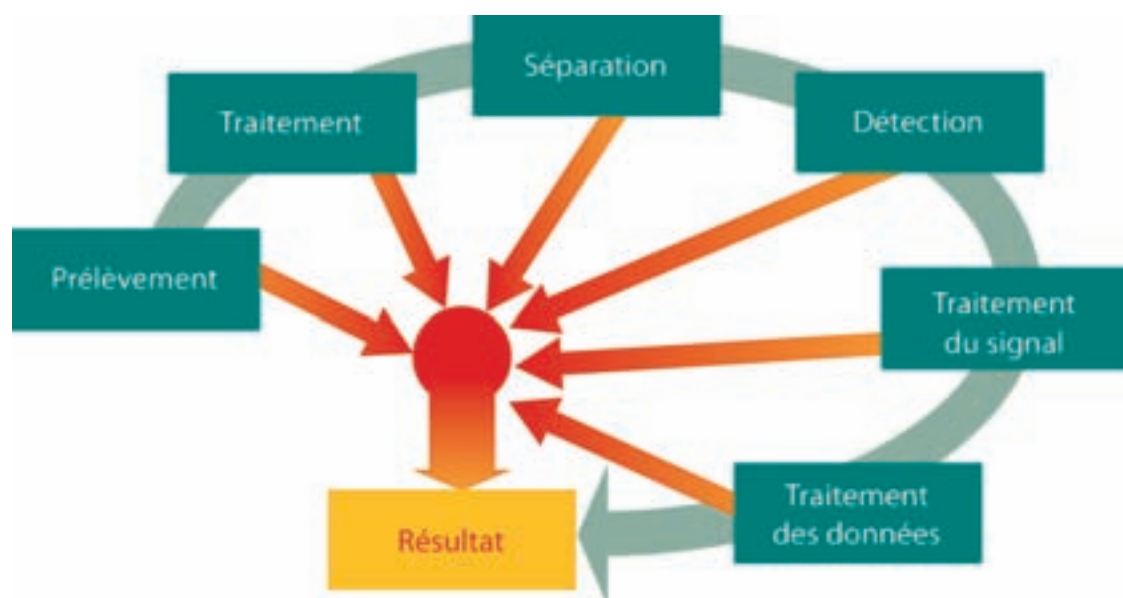 Séparation
Traitement
Détection
Prélèvement
Traitement
du signal
Traitement
des données
Résultat